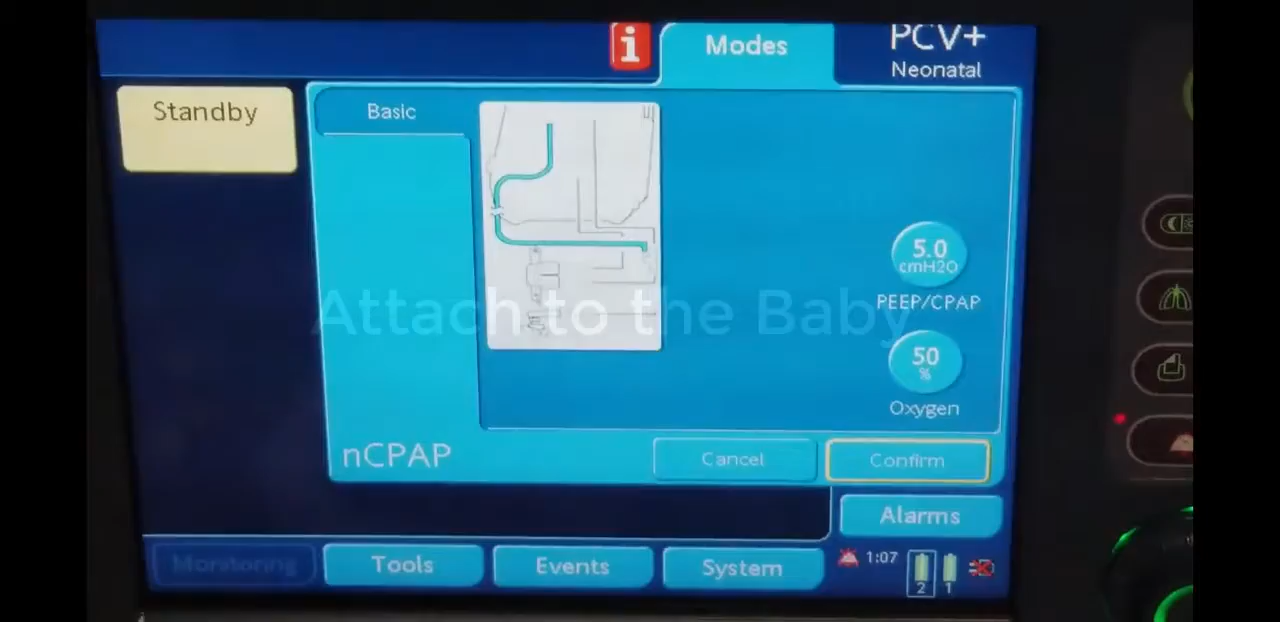 Modes
PCV+
Neonatal
Standby
Basic
5.0
cmH2O
PEEP/CPAP
Attach to the Baby
50
%
Oxygen
nCPAP
Cancel
Confirm
Alarms
Monitoring
Tools
Events
System
1:07
2
1